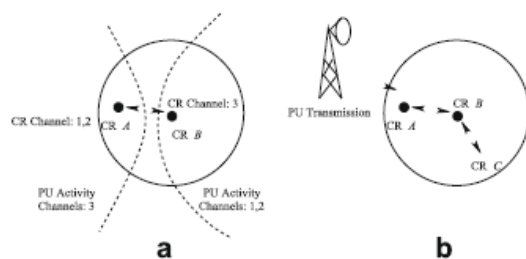 CR Channel: 3
CR Channel: 1,2
CR A
CR B
PU Activity
Channels: 3
PU Activity
Channels: 1,2
a
PU Transmission
CR B
CR A
CR C
b